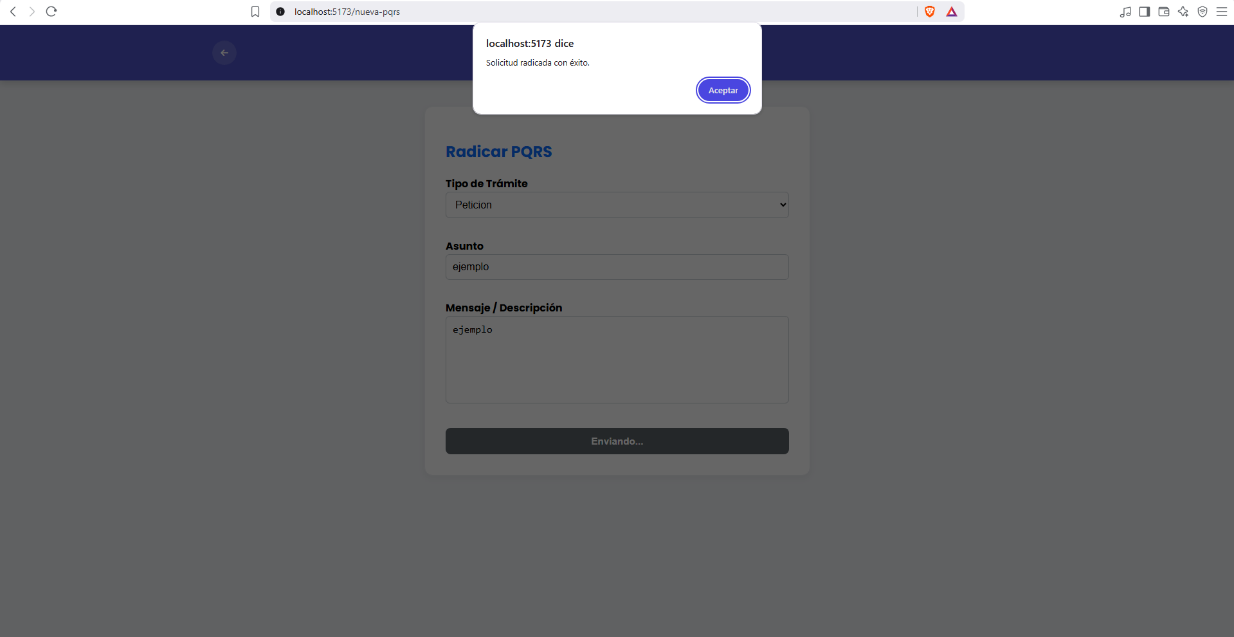 localhost:5173/nueva-pqrs
localhost:5173 dice
Solicitud radicada con éxito.
Aceptar
Radicar PQRS
Tipo de Trámite
Peticion
Asunto
ejemplo
Mensaje / Descripción
ejemplo
Enviando...